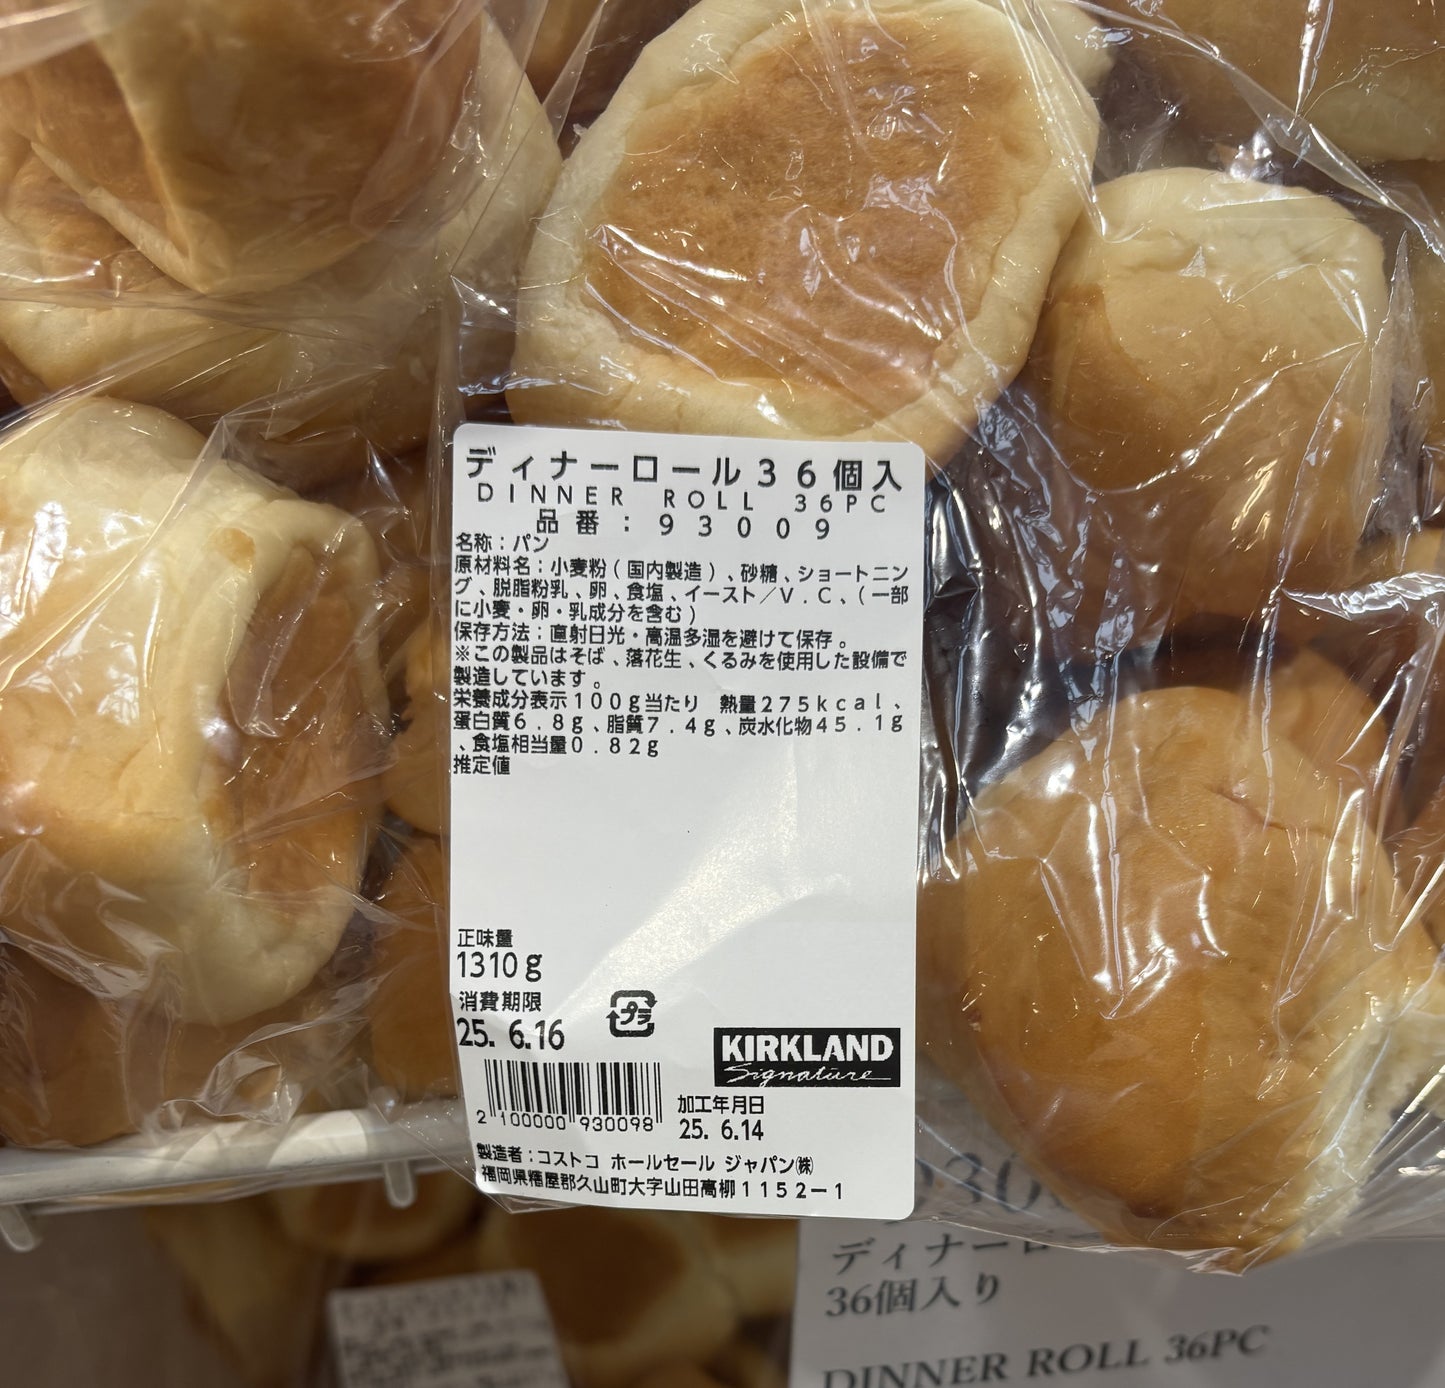 ディナーロール36個入
DINNER ROLL 36PC
品番:93009
名称:パン
原材料名:小麦粉(国内製造)、砂糖、ショートニン
グ、脱脂粉乳、卵、食塩、イースト/V.C、(一部
に小麦・卵・乳成分を含む)
保存方法:直射日光・高温多湿を避けて保存。
※この製品はそば、落花生、くるみを使用した設備で
製造しています。
栄養成分表示100g当たり 熱量275kcal、
蛋白質6.8g、脂質7.4g、炭水化物45.1g
、食塩相当量0.82g
推定値
正味量
1310g
消費期限
25. 6.16
プラ
KIRKLAND
Signature
2 100000 930098
加工年月日
25. 6.14
製造者:コストコ ホールセール ジャパン㈱
福岡県糟屋郡久山町大字山田高柳1152-1
ディナーロー
36個入り
DINNER ROLL 36PC